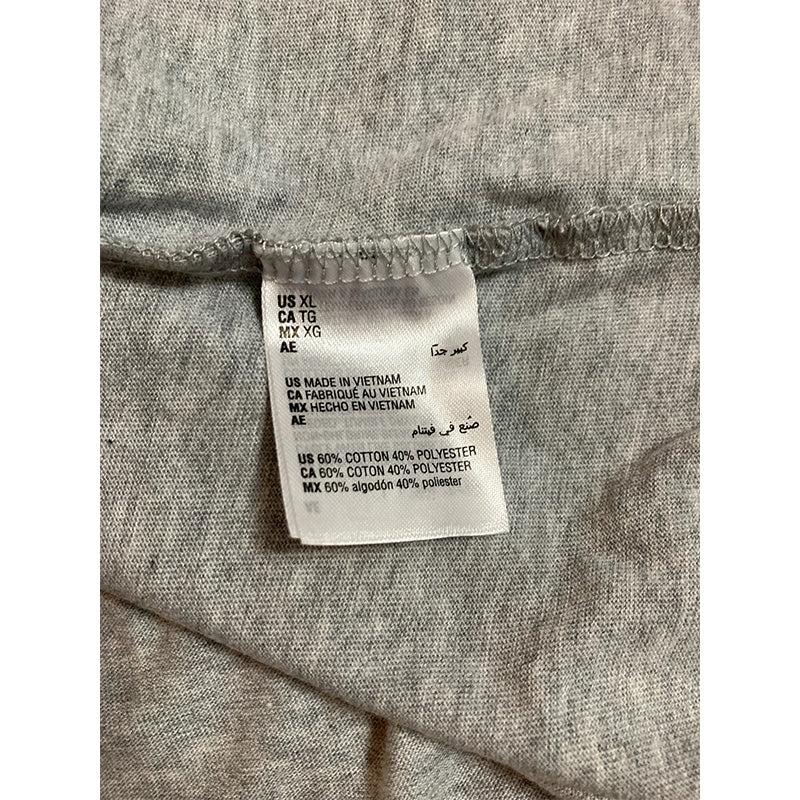 US XL
CA TG
MX XG
AE كبير جدًا
US MADE IN VIETNAM
CA FABRIQUÉ AU VIETNAM
MX HECHO EN VIETNAM
AE صُنع في فيتنام
US 60% COTTON 40% POLYESTER
CA 60% COTON 40% POLYESTER
MX 60% algodón 40% poliester